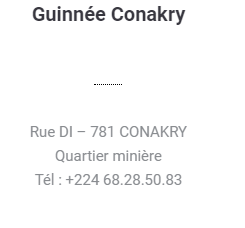 Guinnée Conakry
Rue DI – 781 CONAKRY
Quartier minière
Tél : +224 68.28.50.83